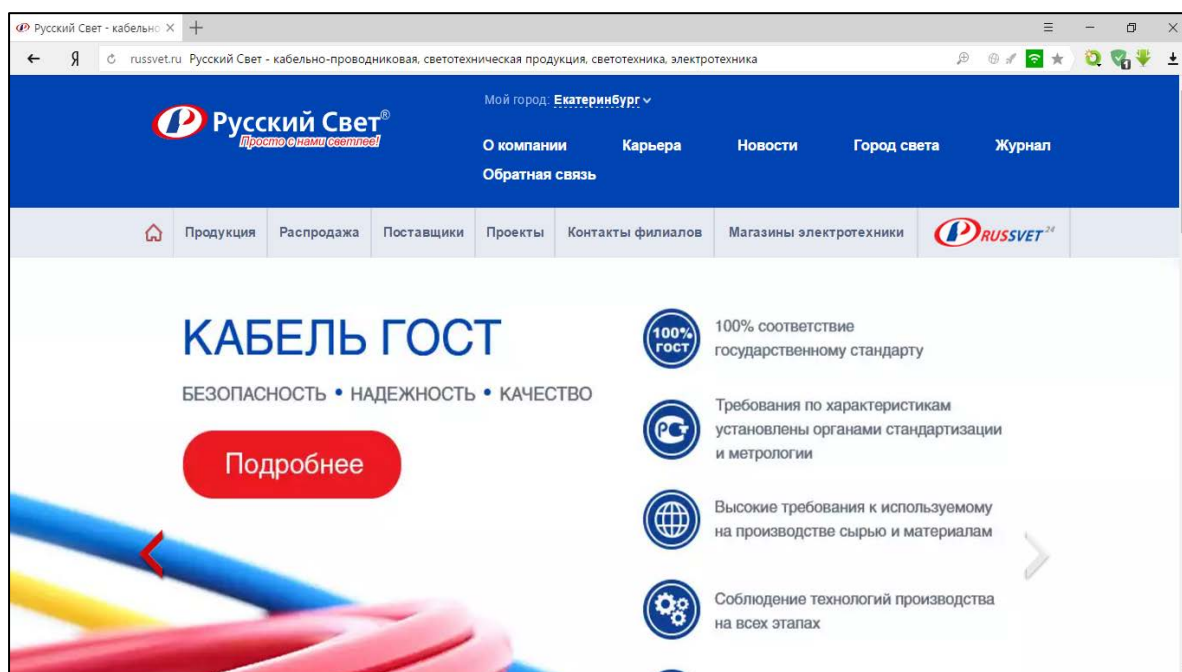 Русский Свет - кабельно
Я
russvet.ru Русский Свет - кабельно-проводниковая, светотехническая продукция, светотехника, электротехника
1
Мой город: Екатеринбург
Русский Свет®
Просто с нами светлее!
О компании Карьера Новости Город света Журнал
Обратная связь
Продукция Распродажа Поставщики Проекты Контакты филиалов Магазины электротехники RUSSVET 24
КАБЕЛЬ ГОСТ
БЕЗОПАСНОСТЬ • НАДЕЖНОСТЬ • КАЧЕСТВО
Подробнее
100%
ГОСТ
100% соответствие
государственному стандарту
РСТ
Требования по характеристикам
установлены органами стандартизации
и метрологии
Высокие требования к используемому
на производстве сырью и материалам
Соблюдение технологий производства
на всех этапах